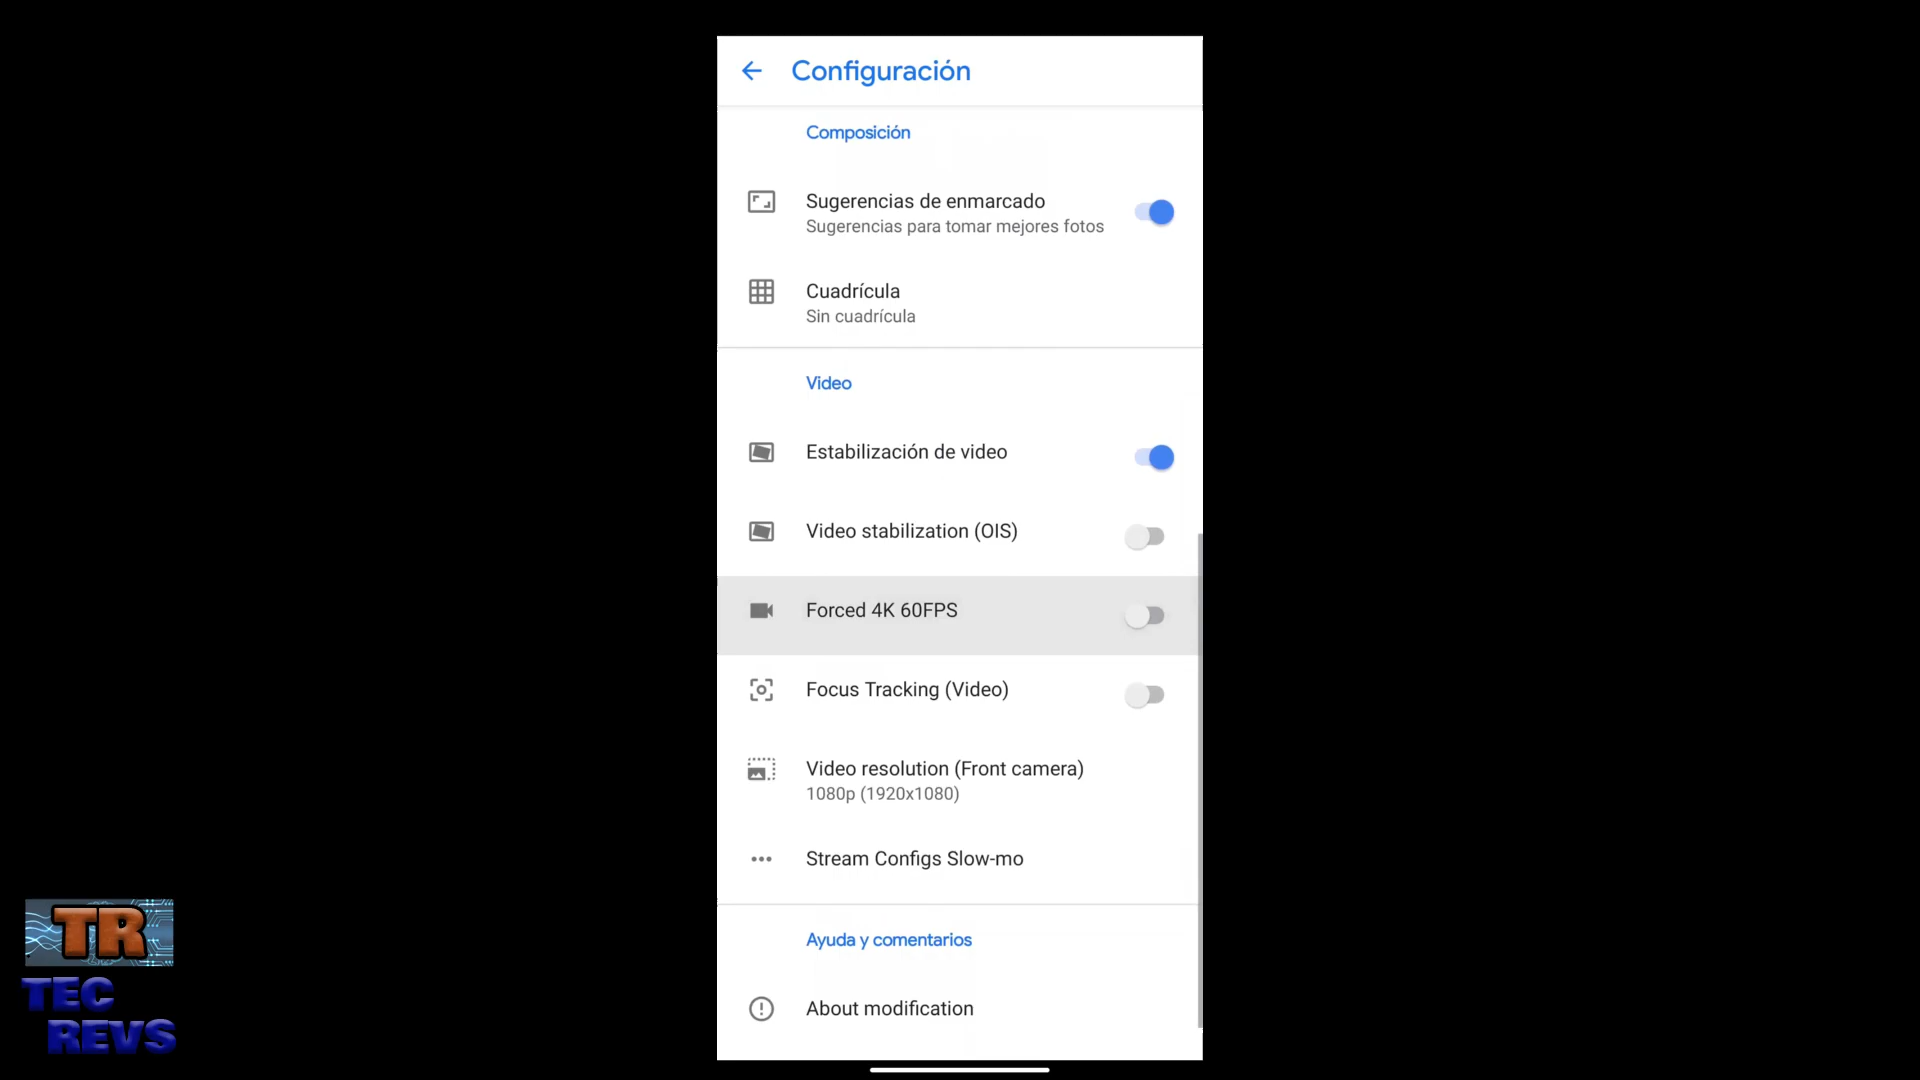 Configuración
Composición
Sugerencias de enmarcado
Sugerencias para tomar mejores fotos
Cuadrícula
Sin cuadrícula
Video
Estabilización de video
Video stabilization (OIS)
Forced 4K 60FPS
Focus Tracking (Video)
Video resolution (Front camera)
1080p (1920x1080)
Stream Configs Slow-mo
Ayuda y comentarios
About modification
TR
TEC
REVS